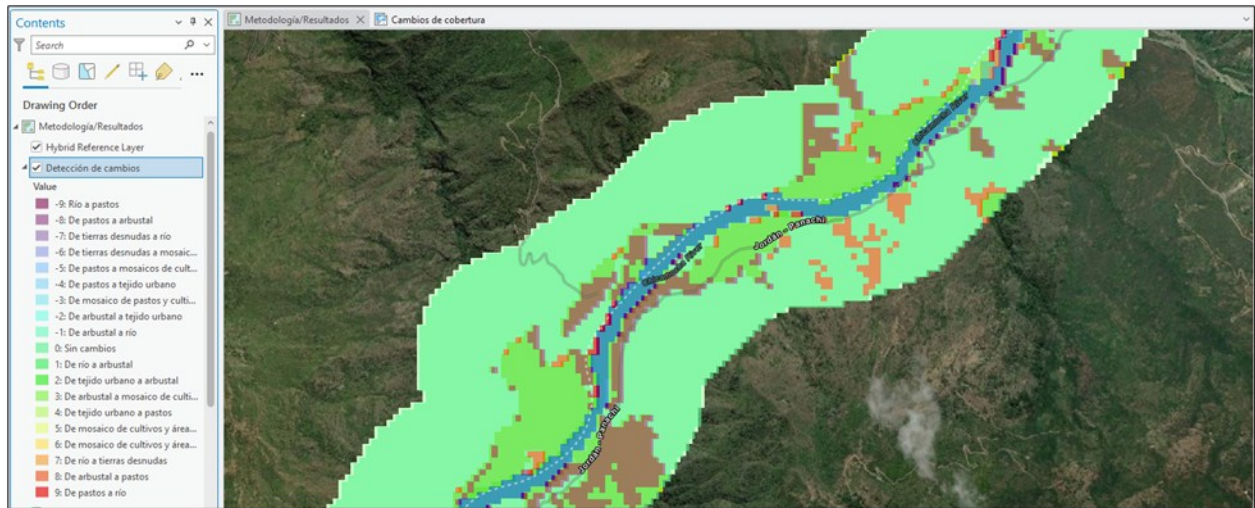 Contents
Metodología/Resultados
Cambios de cobertura
Search
Drawing Order
Metodología/Resultados
Hybrid Reference Layer
Detección de cambios
Value
-9: Río a pastos
-8: De pastos a arbustal
-7: De tierras desnudas a río
-6: De tierras desnudas a mosaic...
-5: De pastos a mosaicos de cult...
-4: De pastos a tejido urbano
-3: De mosaico de pastos y culti...
-2: De arbustal a tejido urbano
-1: De arbustal a río
0: Sin cambios
1: De río a arbustal
2: De tejido urbano a arbustal
3: De arbustal a mosaico de culti...
4: De tejido urbano a pastos
5: De mosaico de cultivos y área...
6: De mosaico de cultivos y área...
7: De río a tierras desnudas
8: De arbustal a pastos
9: De pastos a río
Chicamocha River
Jordán - Panachi
Chicamocha River
Jordán - Panachi